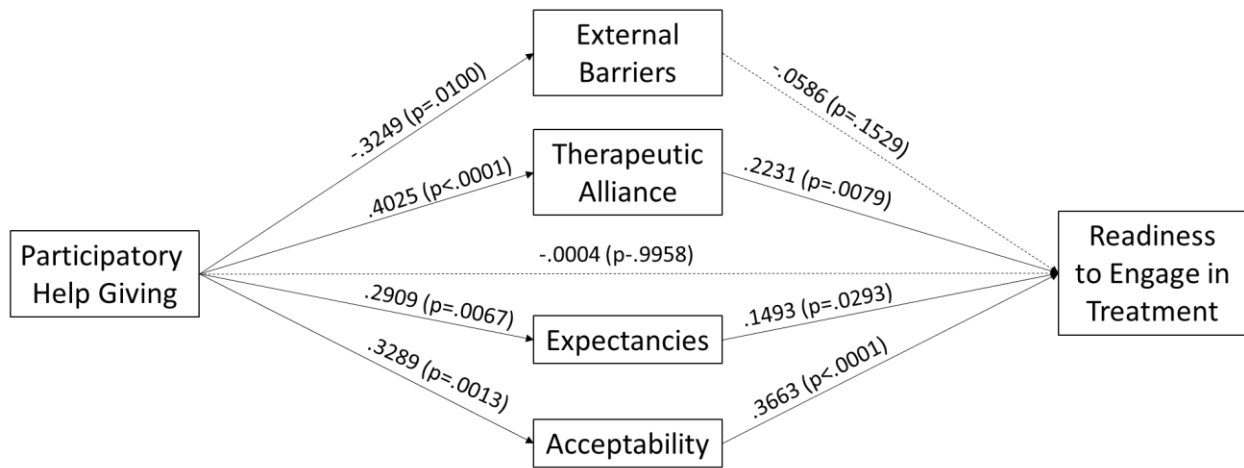 External
Barriers
-.3249 (p=.0100)
-.0586 (p=.1529)
Therapeutic
Alliance
.4025 (p<.0001)
.2231 (p=.0079)
Participatory
Help Giving
-.0004 (p-.9958)
Readiness
to Engage in
Treatment
.2909 (p=.0067)
Expectancies
.1493 (p=.0293)
.3289 (p=.0013)
Acceptability
.3663 (p<.0001)